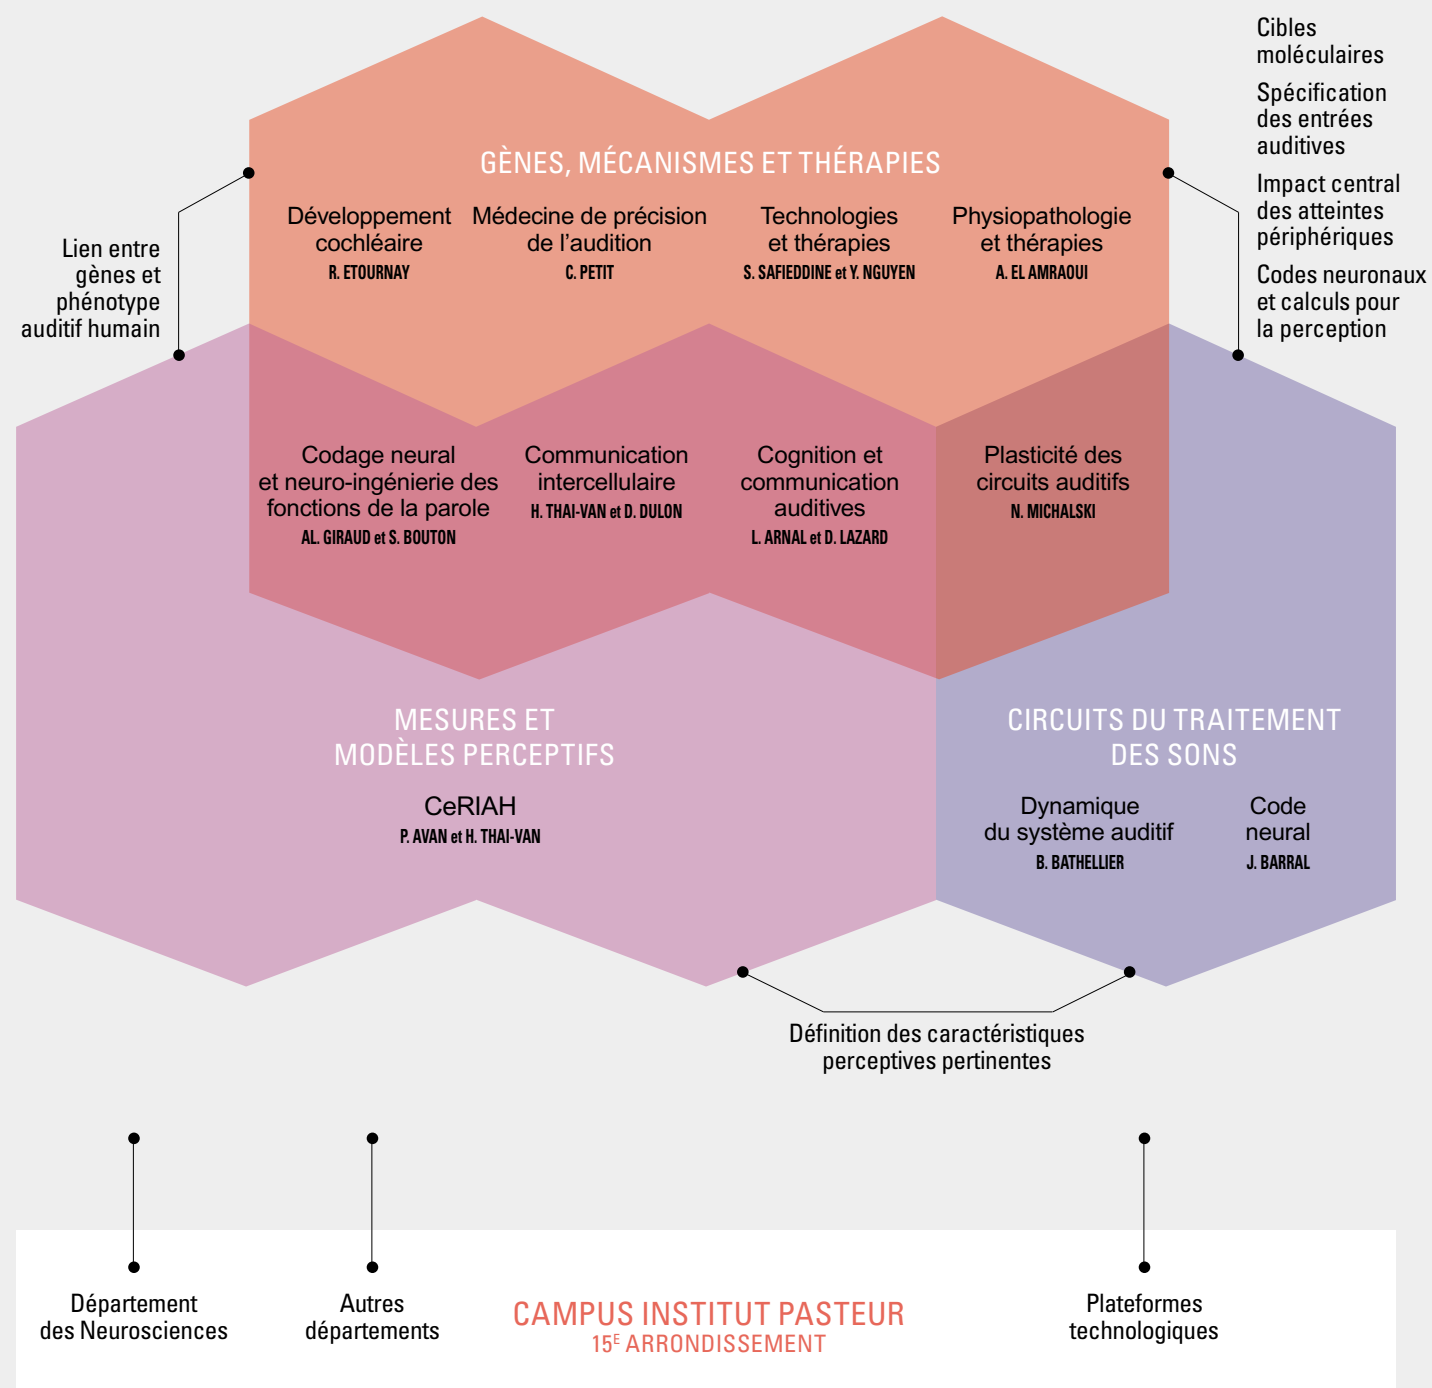 Cibles
moléculaires
Spécification
des entrées
auditives
Impact central
des atteintes
périphériques
Codes neuronaux
et calculs pour
la perception
Lien entre
gènes et
phénotype
auditif humain
GÈNES, MÉCANISMES ET THÉRAPIES
Développement
cochléaire
R. ETOURNAY
Médecine de précision
de l'audition
C. PETIT
Technologies
et thérapies
S. SAFIEDDINE et Y. NGUYEN
Physiopathologie
et thérapies
A. EL AMRAOUI
Codage neural
et neuro-ingénierie des
fonctions de la parole
AL. GIRAUD et S. BOUTON
Communication
intercellulaire
H. THAI-VAN et D. DULON
Cognition et
communication
auditives
L. ARNAL et D. LAZARD
Plasticité des
circuits auditifs
N. MICHALSKI
MESURES ET
MODÈLES PERCEPTIFS
CeRIAH
P. AVAN et H. THAI-VAN
CIRCUITS DU TRAITEMENT
DES SONS
Dynamique
du système auditif
B. BATHELLIER
Code
neural
J. BARRAL
Définition des caractéristiques
perceptives pertinentes
Département
des Neurosciences
Autres
départements
CAMPUS INSTITUT PASTEUR
15E ARRONDISSEMENT
Plateformes
technologiques